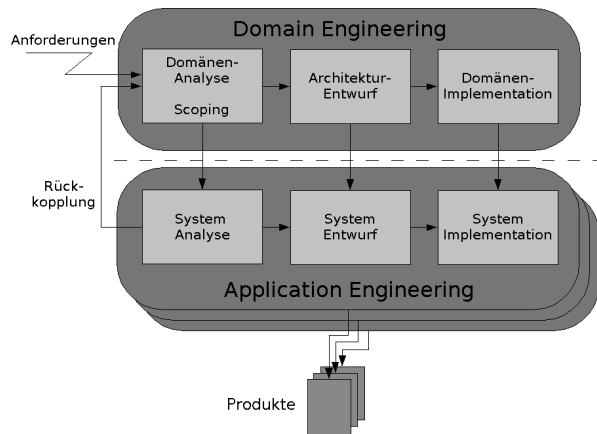 Domain Engineering
Anforderungen
Domänen-
Analyse
Scoping
Architektur-
Entwurf
Domänen-
Implementation
Rück-
kopplung
System
Analyse
System
Entwurf
System
Implementation
Application Engineering
Produkte